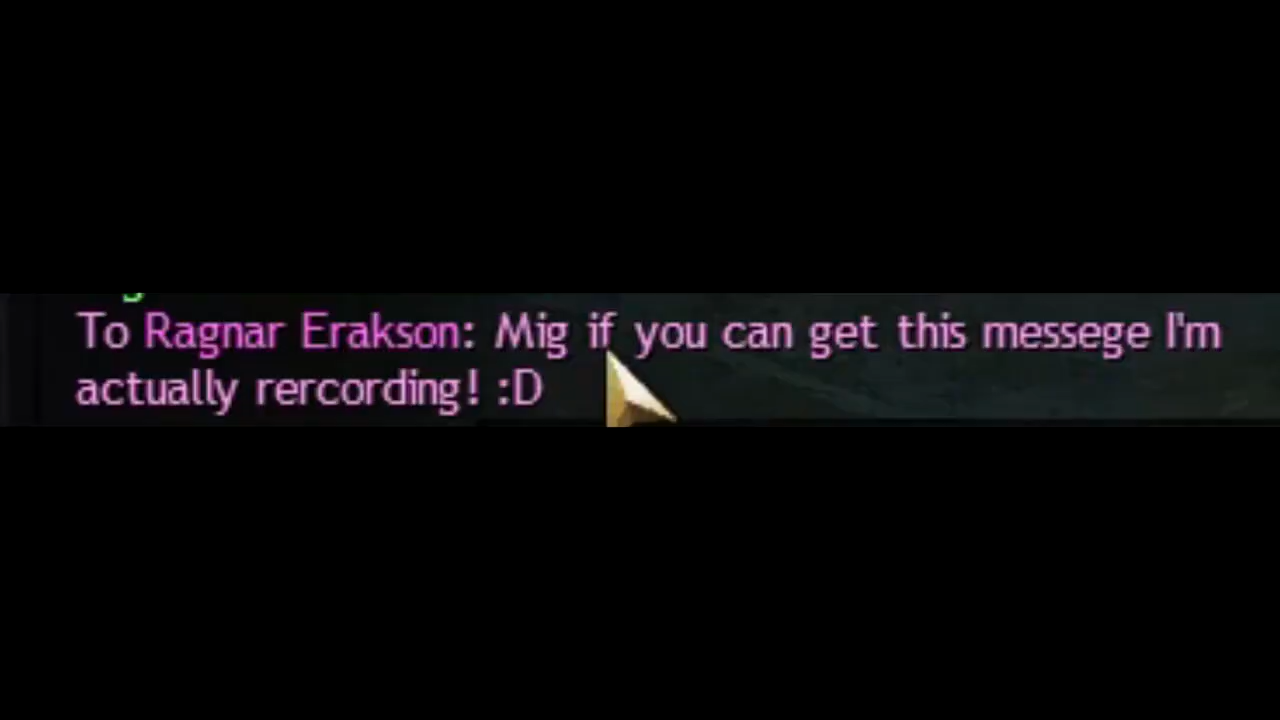 To Ragnar Erakson: Mig if you can get this messege I'm
actually rercording! :D